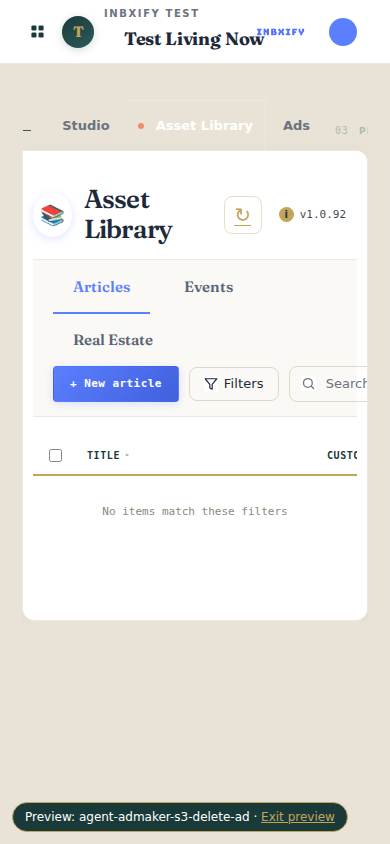 INBXIFY TEST
T
Test Living Now
INBXIFY
Studio
Asset Library
Ads
03
Asset
Library
v1.0.92
Articles
Events
Real Estate
+ New article
Filters
Search
TITLE
No items match these filters
Preview: agent-admaker-s3-delete-ad · Exit preview